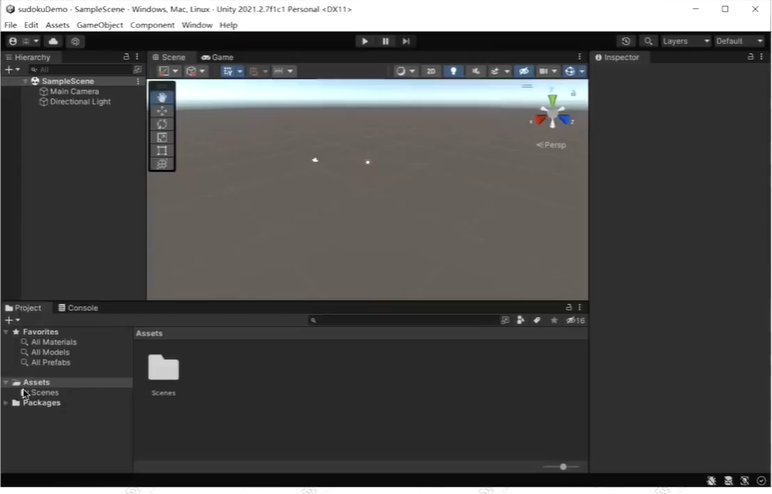 sudokuDemo - SampleScene - Windows, Mac, Linux - Unity 2021.2.7f1c1 Personal <DX11>
File Edit Assets GameObject Component Window Help
Layers Default
Hierarchy
All
SampleScene
Main Camera
Directional Light
Scene Game
2D
Persp
Inspector
Project Console
16
Favorites
All Materials
All Models
All Prefabs
Assets
Scenes
Packages
Assets
Scenes